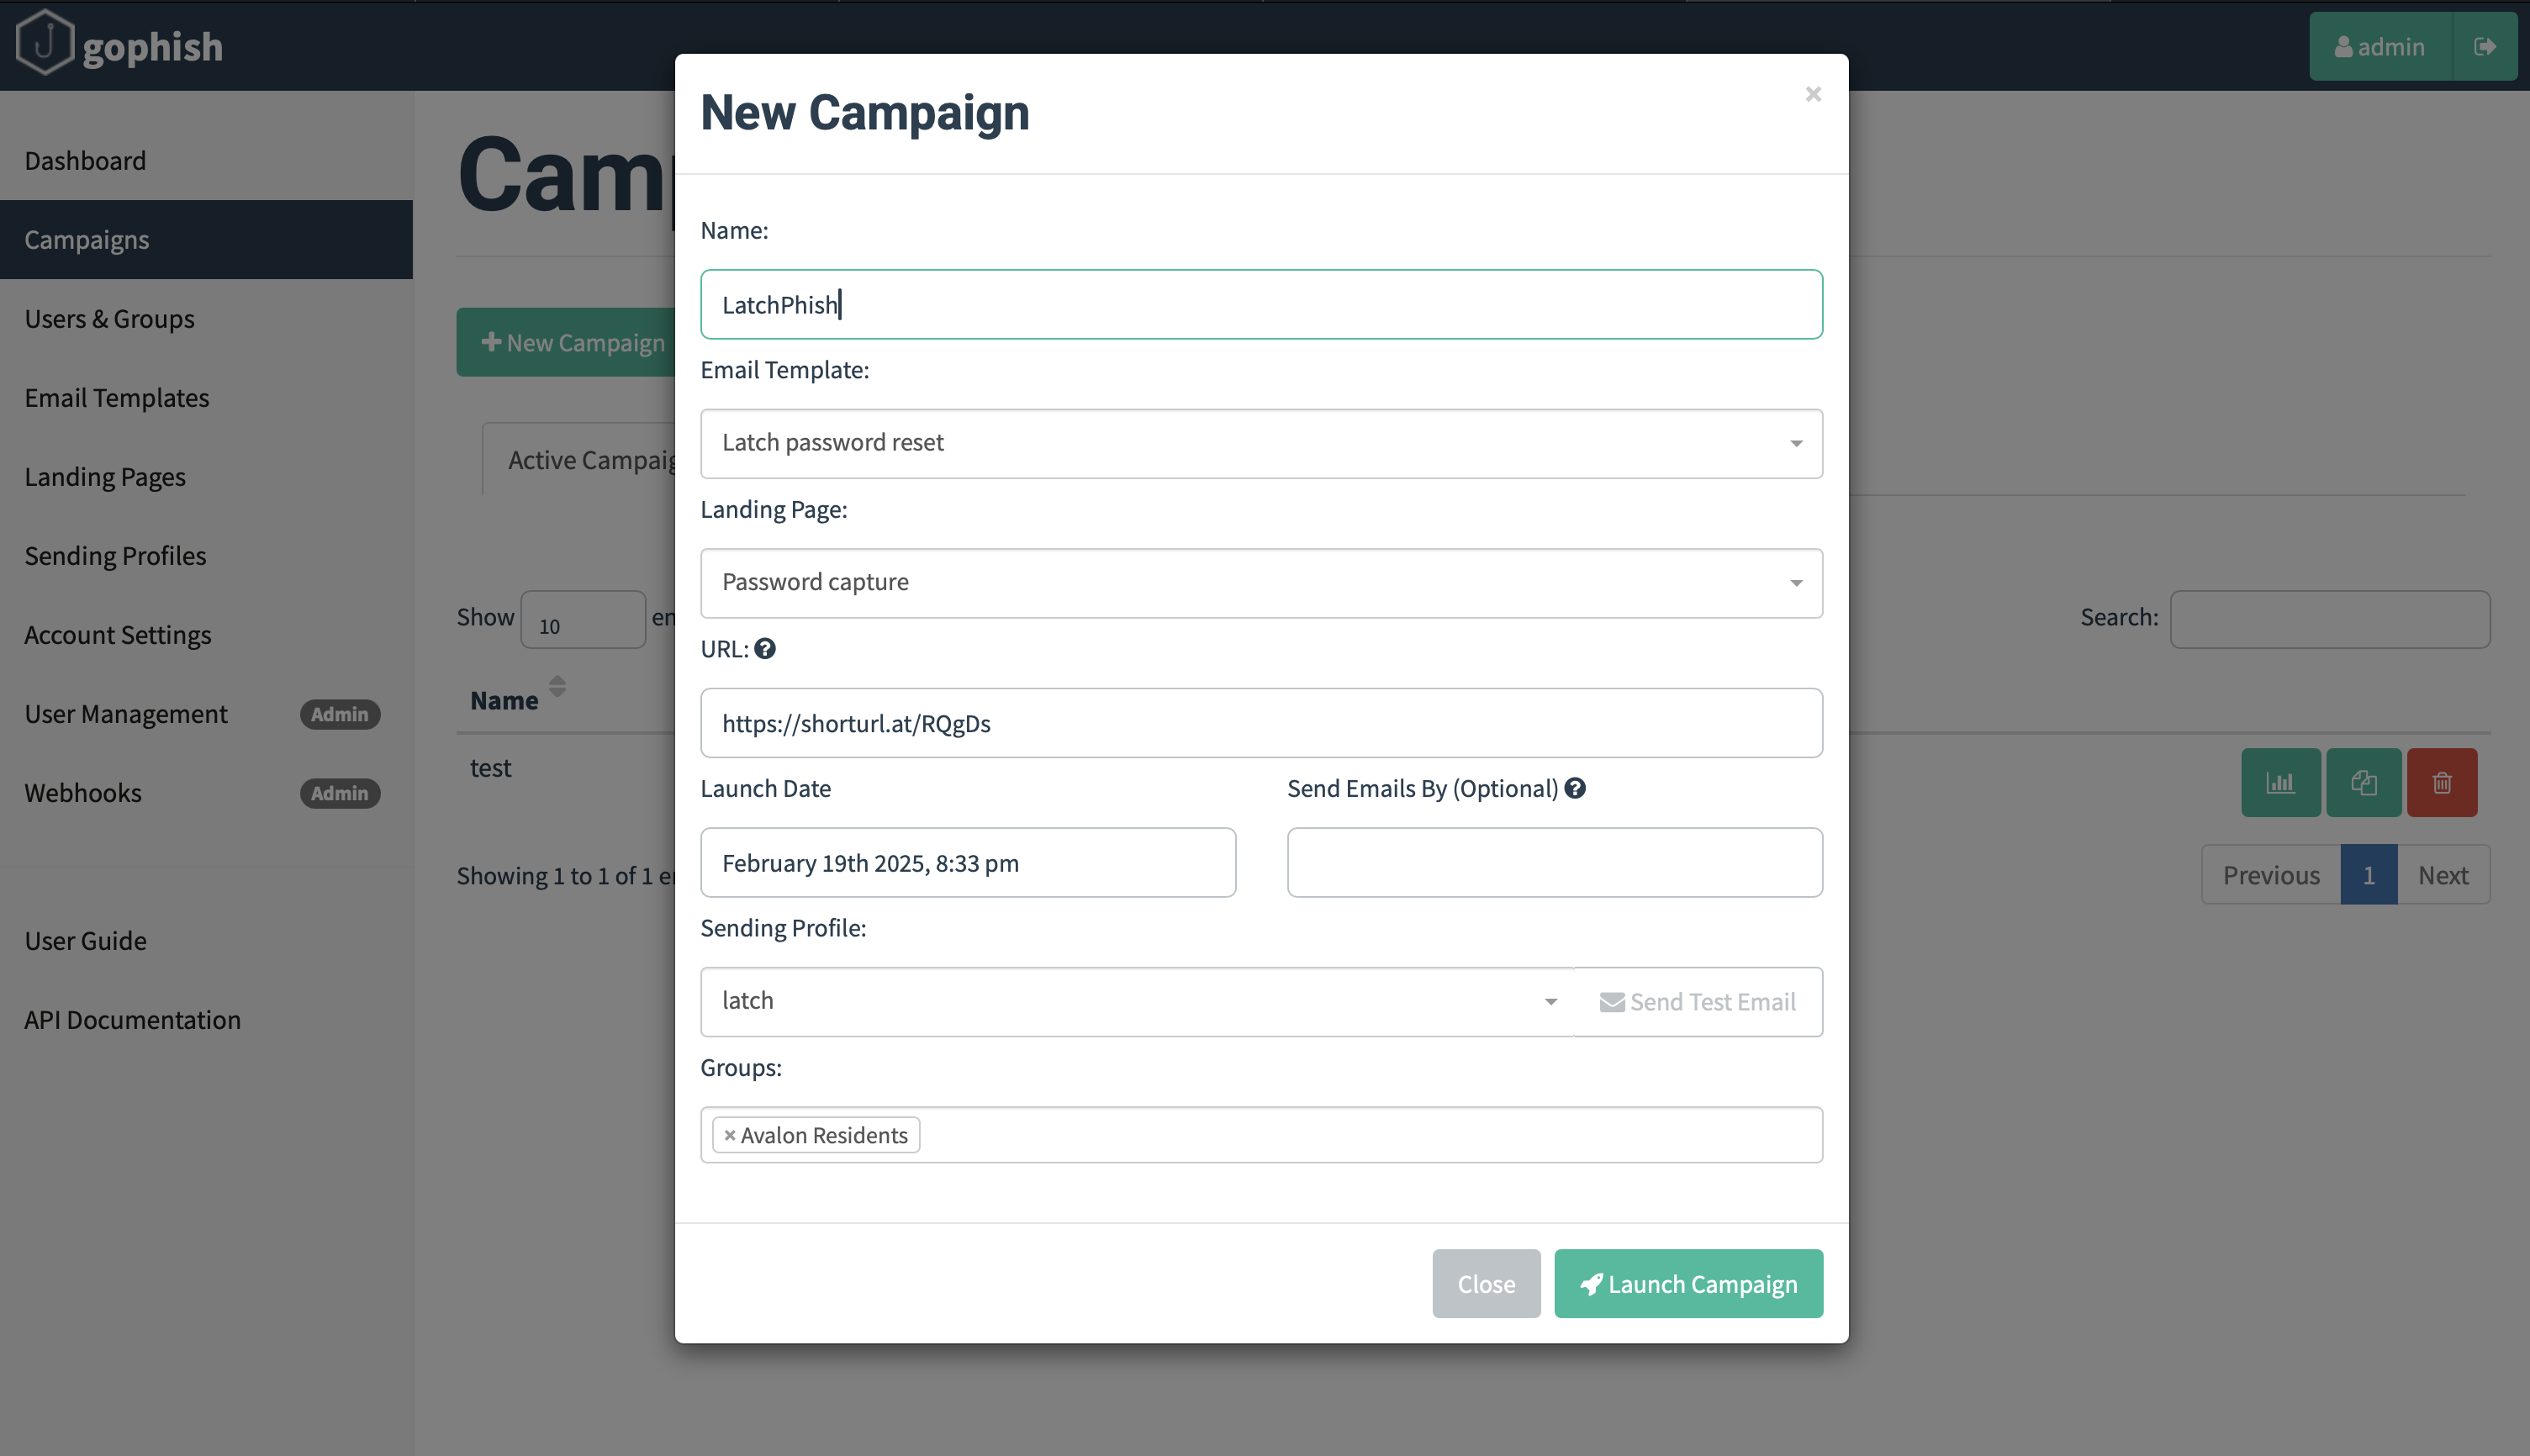 gophish
admin
Dashboard
Campaigns
Users & Groups
Email Templates
Landing Pages
Sending Profiles
Account Settings
User Management Admin
Webhooks Admin
User Guide
API Documentation
Cam
New Campaign
Active Campaig
Show 10 en
Search:
Name
test
Showing 1 to 1 of 1 en
Previous 1 Next
New Campaign
×
Name:
LatchPhish
Email Template:
Latch password reset
Landing Page:
Password capture
URL: ?
https://shorturl.at/RQgDs
Launch Date
Send Emails By (Optional) ?
February 19th 2025, 8:33 pm
Sending Profile:
latch
Send Test Email
Groups:
× Avalon Residents
Close
Launch Campaign